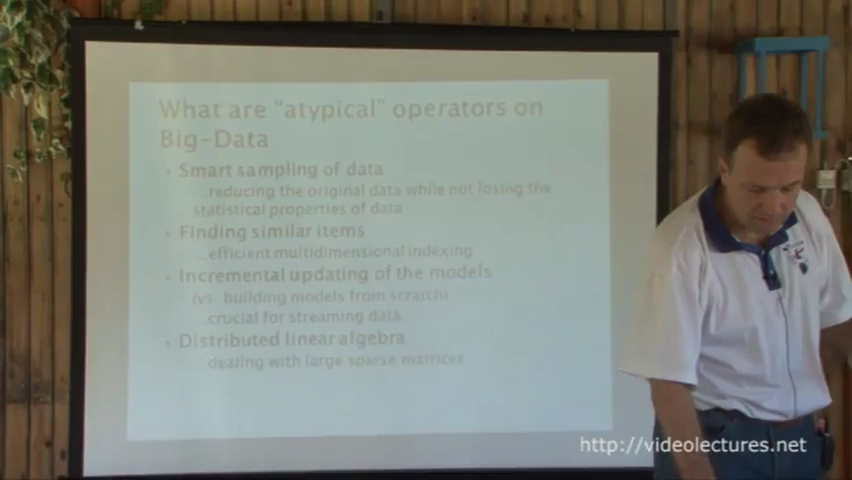 What are "atypical" operators on
Big-Data
Smart sampling of data
...reducing the original data while not losing the
statistical properties of data
Finding similar items
...efficient multidimensional indexing
Incremental updating of the models
(vs. building models from scratch)
...crucial for streaming data
Distributed linear algebra
...dealing with large sparse matrices
http://videolectures.net